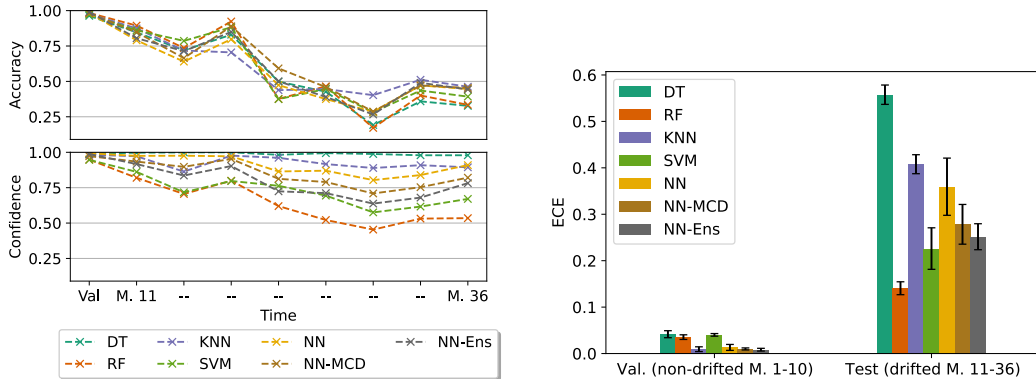 1.00
0.75
0.50
0.25
Accuracy
1.00
0.75
0.50
0.25
Confidence
Val M. 11 -- -- -- -- -- -- M. 36
Time
DT KNN NN NN-Ens
RF SVM NN-MCD
0.6
0.5
0.4
0.3
0.2
0.1
0.0
ECE
DT
RF
KNN
SVM
NN
NN-MCD
NN-Ens
Val. (non-drifted M. 1-10) Test (drifted M. 11-36)